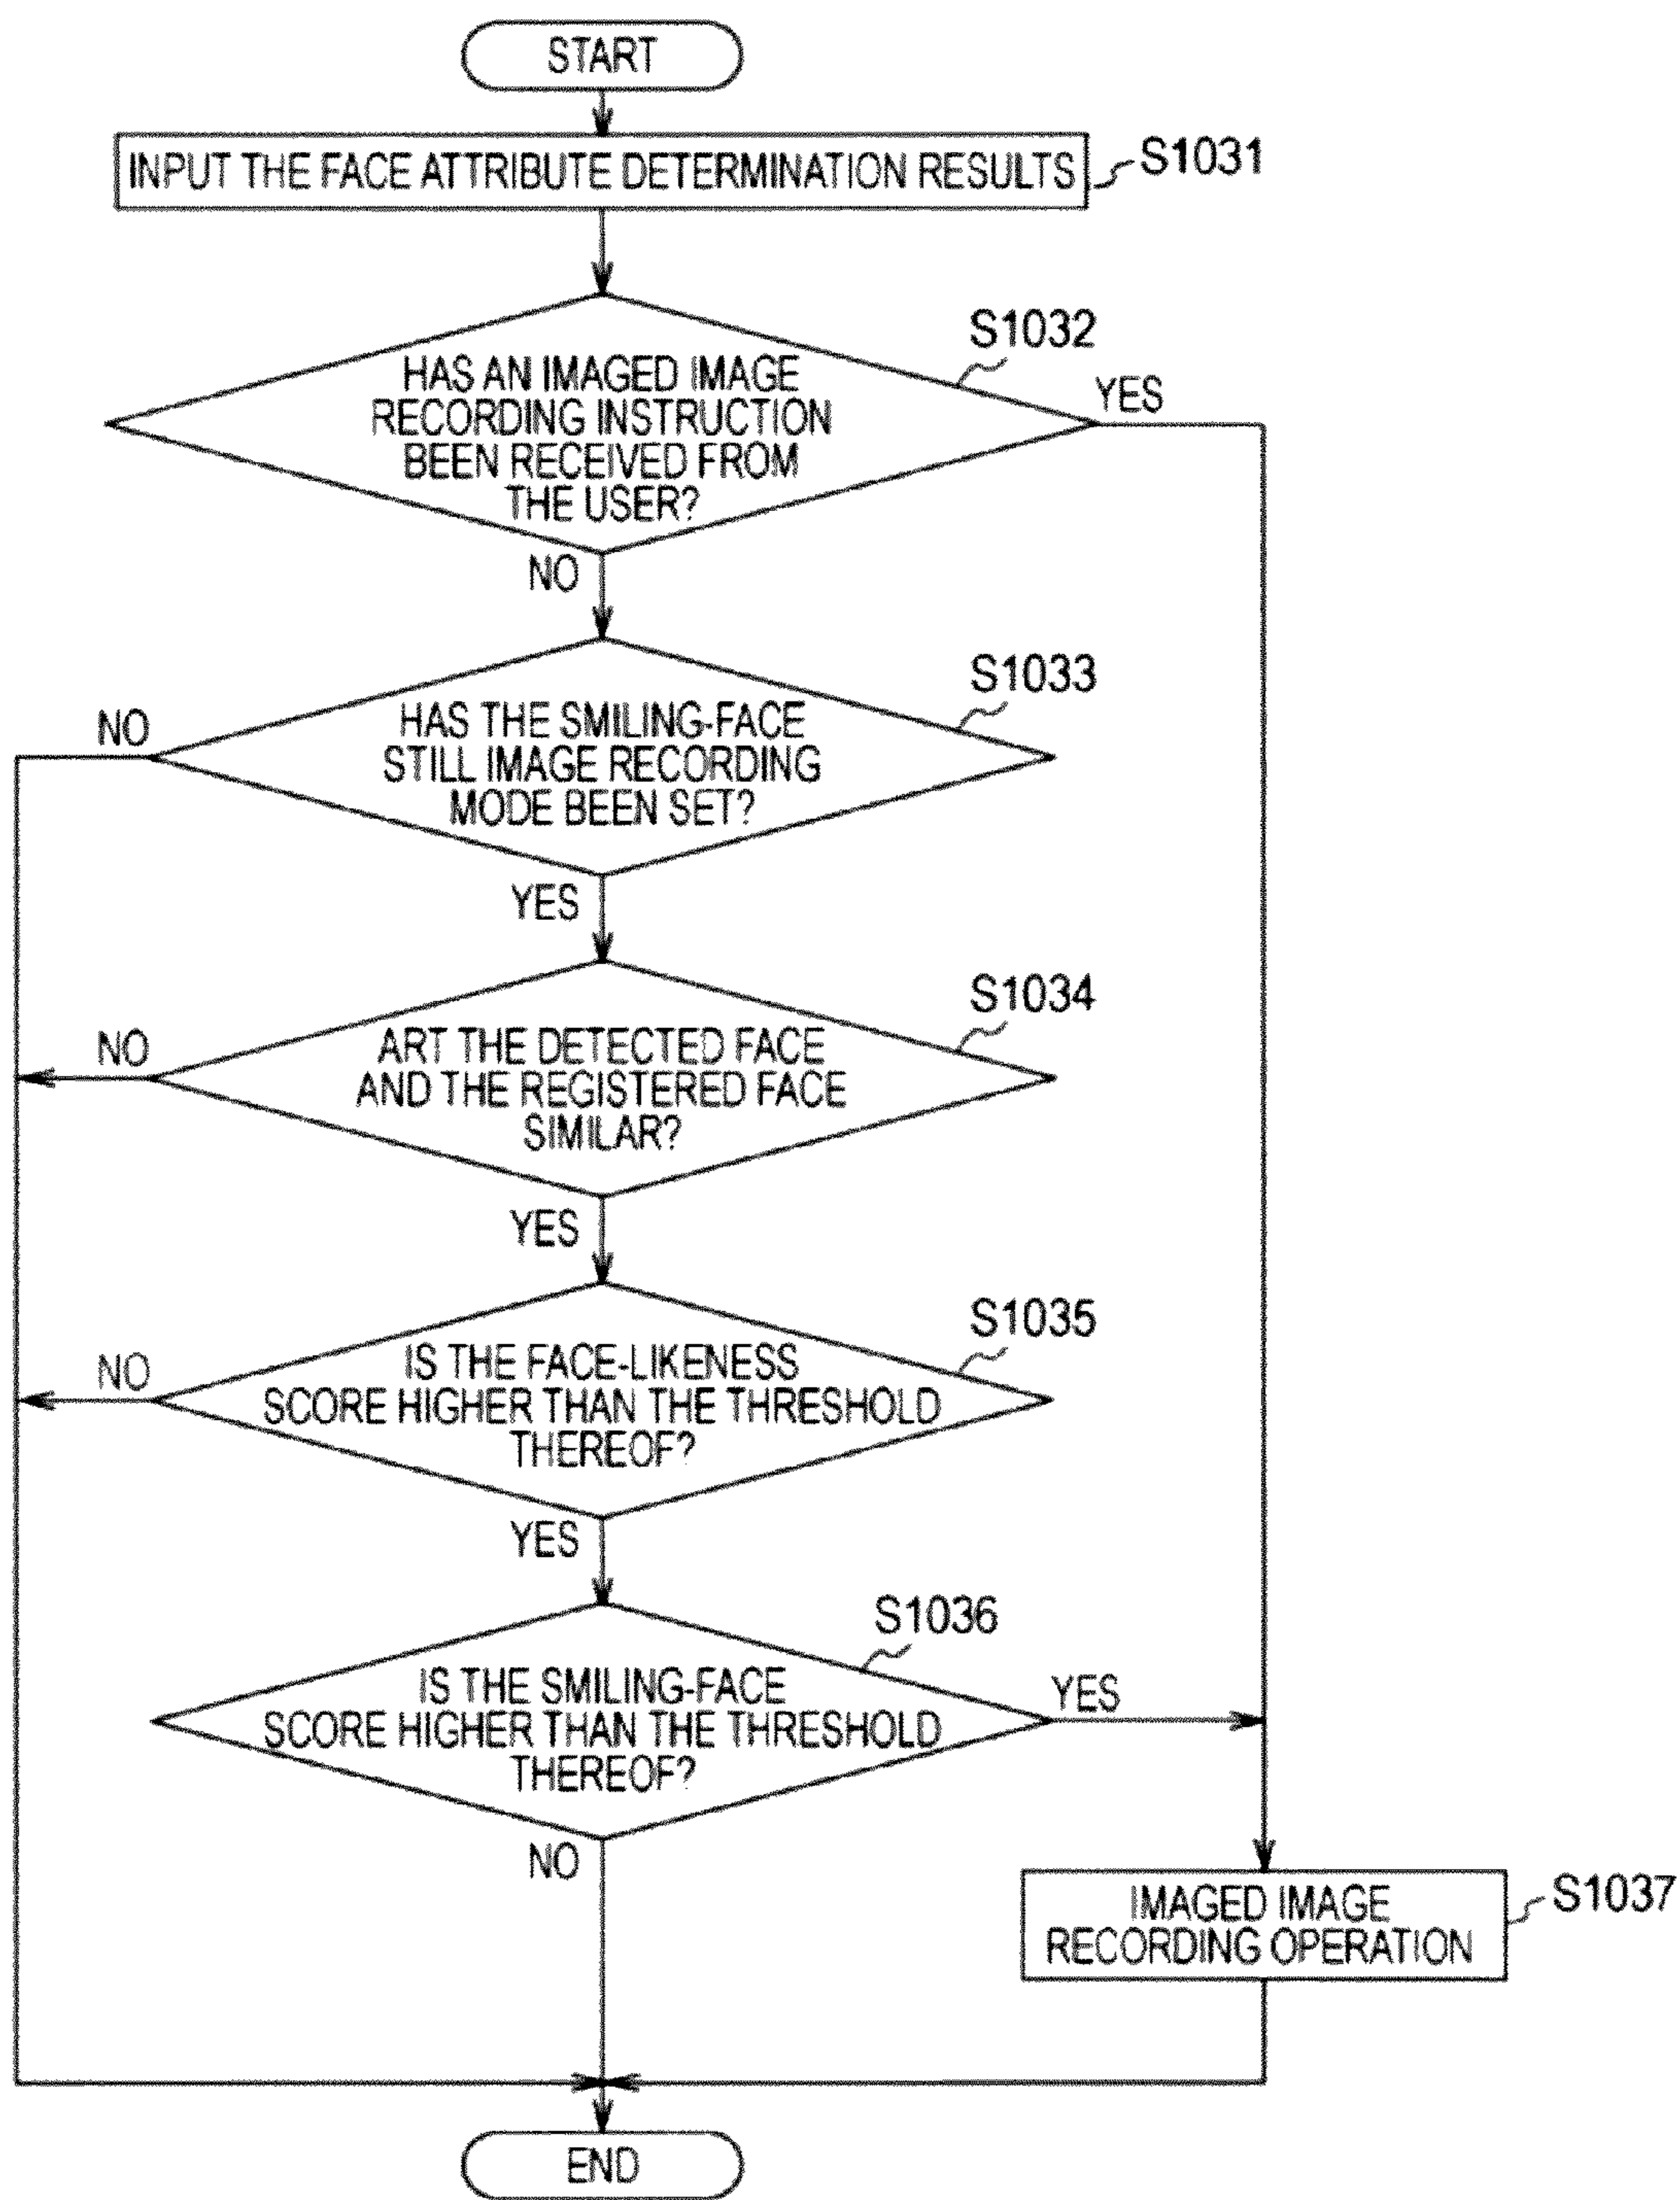 START
INPUT THE FACE ATTRIBUTE DETERMINATION RESULTS
S1031
S1032
HAS AN IMAGED IMAGE
RECORDING INSTRUCTION
BEEN RECEIVED FROM
THE USER?
YES
NO
S1033
HAS THE SMILING-FACE
STILL IMAGE RECORDING
MODE BEEN SET?
NO
YES
S1034
ART THE DETECTED FACE
AND THE REGISTERED FACE
SIMILAR?
NO
YES
S1035
IS THE FACE-LIKENESS
SCORE HIGHER THAN THE THRESHOLD
THEREOF?
NO
YES
S1036
IS THE SMILING-FACE
SCORE HIGHER THAN THE THRESHOLD
THEREOF?
YES
NO
IMAGED IMAGE
RECORDING OPERATION
S1037
END